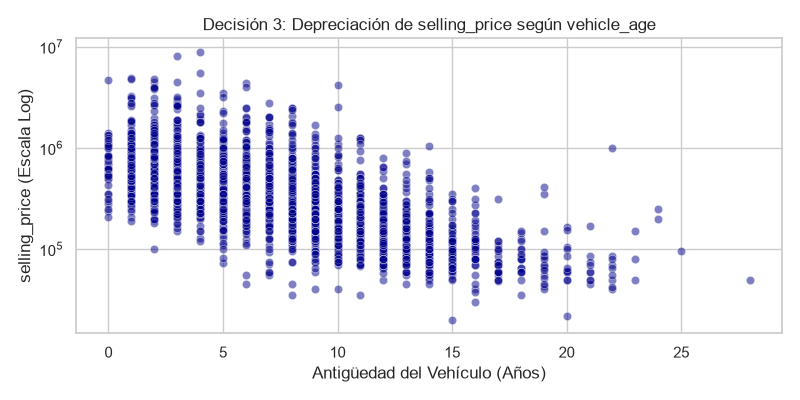 Decisión 3: Depreciación de selling_price según vehicle_age
selling_price (Escala Log)
10^7
10^6
10^5
0 5 10 15 20 25
Antigüedad del Vehículo (Años)